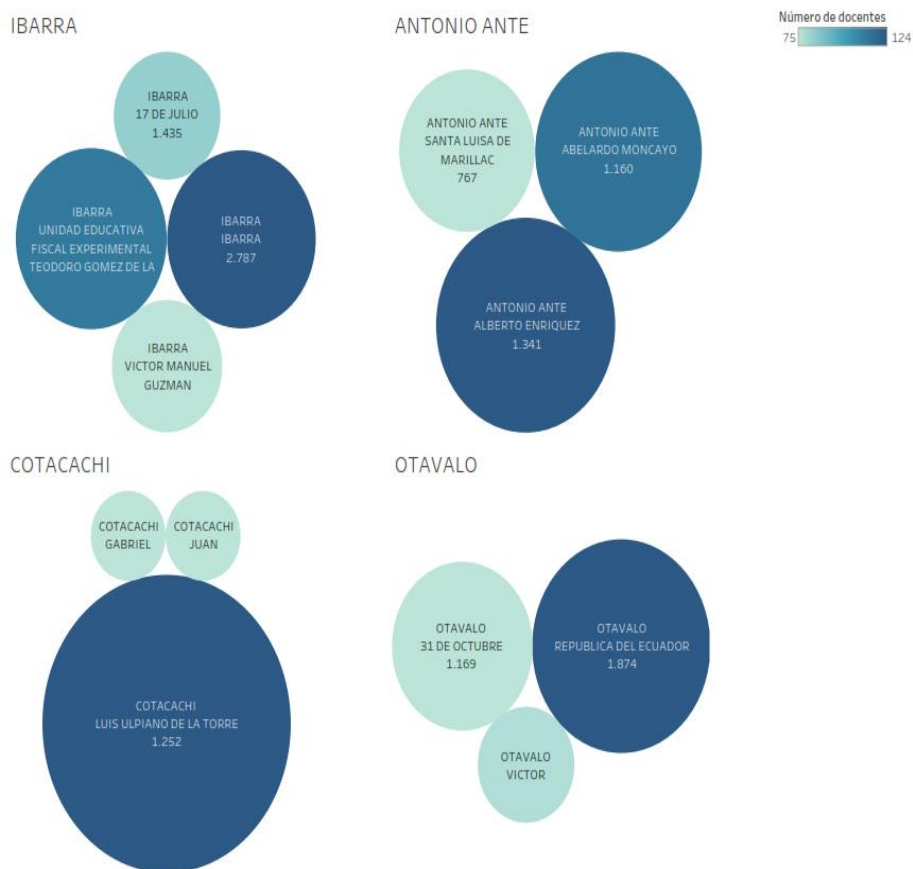 IBARRA
IBARRA
17 DE JULIO
1.435
IBARRA
UNIDAD EDUCATIVA
FISCAL EXPERIMENTAL
TEODORO GOMEZ DE LA
IBARRA
IBARRA
2.787
IBARRA
VICTOR MANUEL
GUZMAN
ANTONIO ANTE
ANTONIO ANTE
SANTA LUISA DE
MARILLAC
767
ANTONIO ANTE
ABELARDO MONCAYO
1.160
ANTONIO ANTE
ALBERTO ENRIQUEZ
1.341
Número de docentes
75 124
COTACACHI
COTACACHI
GABRIEL
COTACACHI
JUAN
COTACACHI
LUIS ULPIANO DE LA TORRE
1.252
OTAVALO
OTAVALO
31 DE OCTUBRE
1.169
OTAVALO
REPUBLICA DEL ECUADOR
1.874
OTAVALO
VICTOR